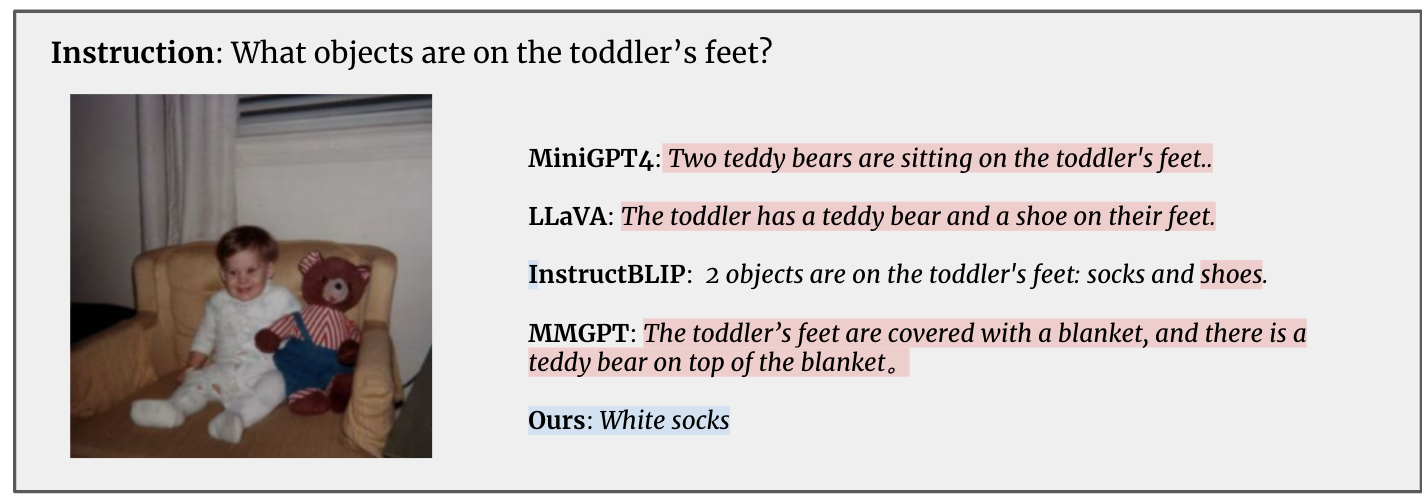 Instruction: What objects are on the toddler’s feet?
MiniGPT4: Two teddy bears are sitting on the toddler's feet..
LLaVA: The toddler has a teddy bear and a shoe on their feet.
InstructBLIP: 2 objects are on the toddler's feet: socks and shoes.
MMGPT: The toddler’s feet are covered with a blanket, and there is a
teddy bear on top of the blanket。
Ours: White socks